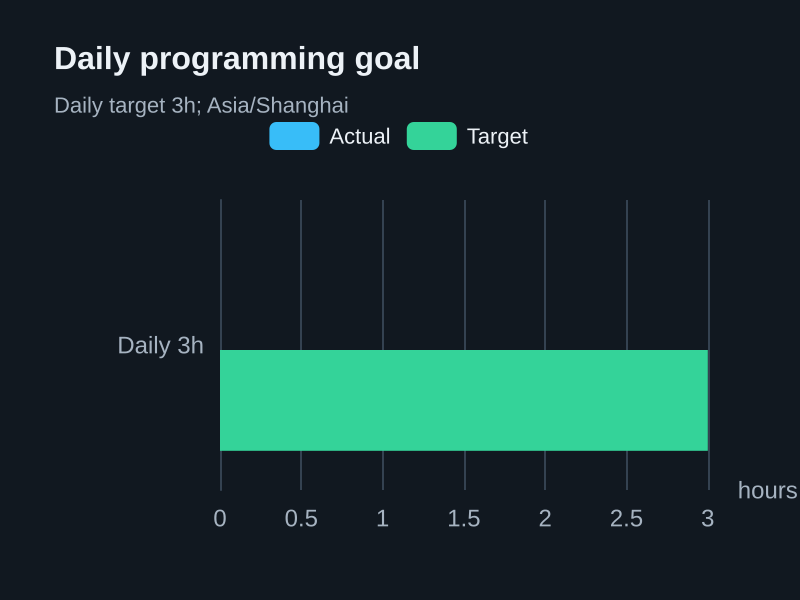 Daily programming goal
Daily target 3h; Asia/Shanghai
Actual Target
Daily 3h
hours
0 0.5 1 1.5 2 2.5 3